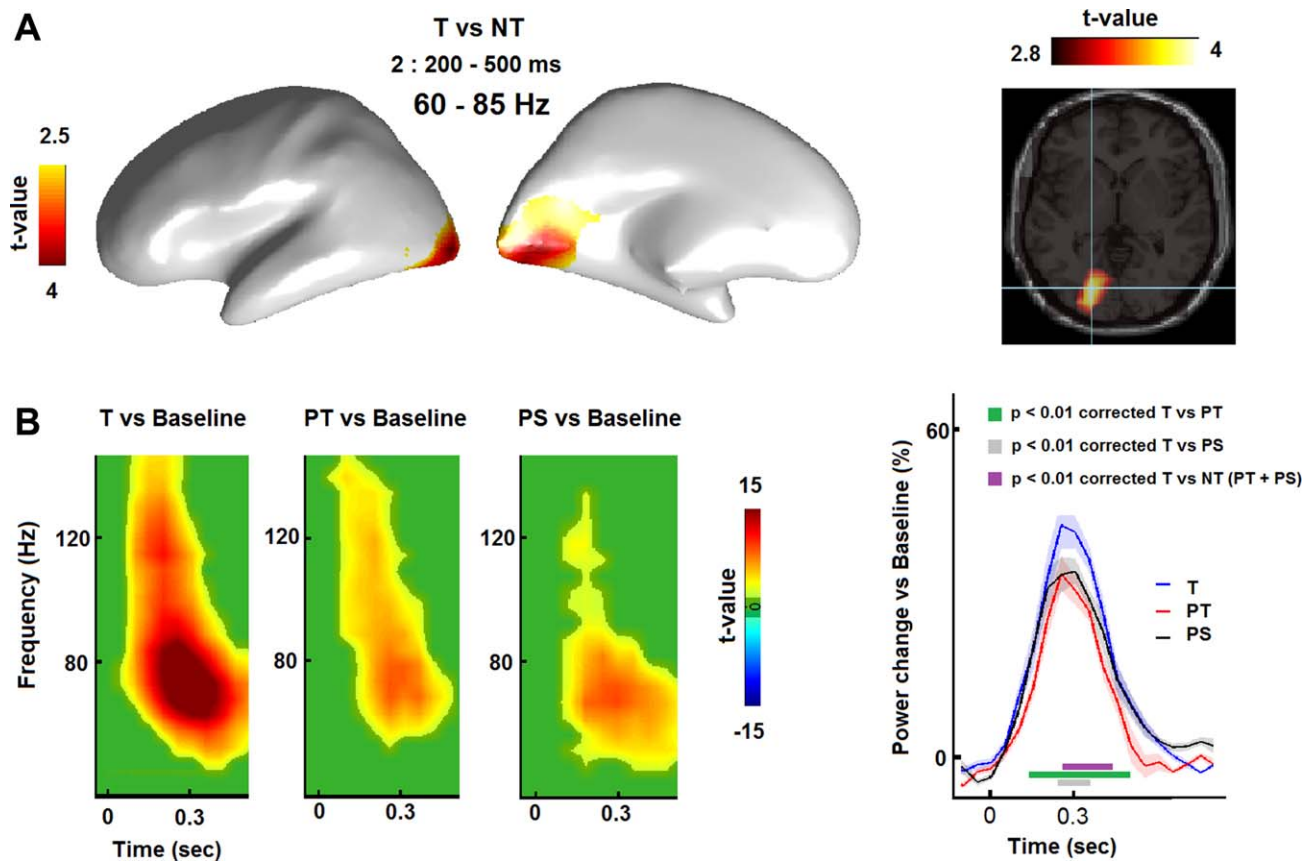 A
T vs NT
2 : 200 - 500 ms
60 - 85 Hz
2.5
t-value
4
t-value
2.8
4
B
T vs Baseline
PT vs Baseline
PS vs Baseline
Frequency (Hz)
120
80
120
80
120
80
0
0.3
0
0.3
0
0.3
Time (sec)
15
t-value
0
-15
p < 0.01 corrected T vs PT
p < 0.01 corrected T vs PS
p < 0.01 corrected T vs NT (PT + PS)
Power change vs Baseline (%)
60
0
T
PT
PS
0
0.3
Time (sec)